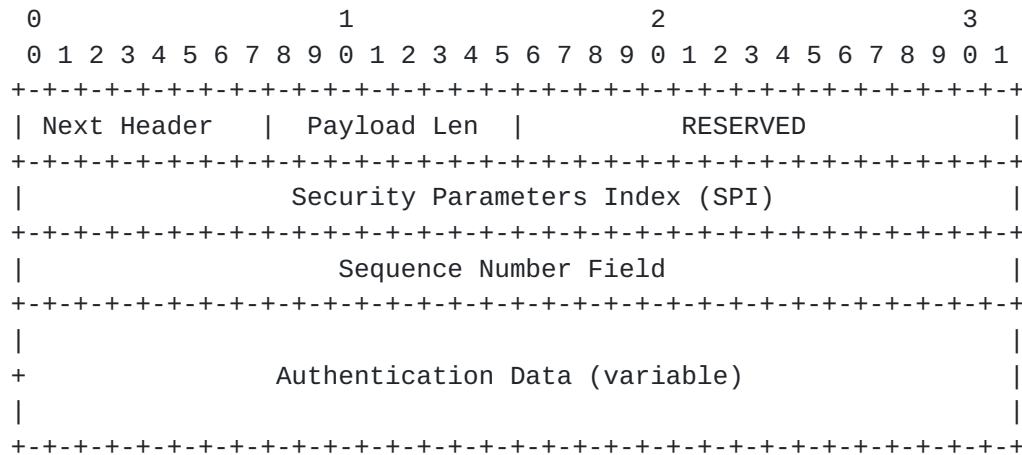 0                   1                   2                   3
 0 1 2 3 4 5 6 7 8 9 0 1 2 3 4 5 6 7 8 9 0 1 2 3 4 5 6 7 8 9 0 1
+-+-+-+-+-+-+-+-+-+-+-+-+-+-+-+-+-+-+-+-+-+-+-+-+-+-+-+-+-+-+-+-+
| Next Header   |  Payload Len  |          RESERVED             |
+-+-+-+-+-+-+-+-+-+-+-+-+-+-+-+-+-+-+-+-+-+-+-+-+-+-+-+-+-+-+-+-+
|                 Security Parameters Index (SPI)               |
+-+-+-+-+-+-+-+-+-+-+-+-+-+-+-+-+-+-+-+-+-+-+-+-+-+-+-+-+-+-+-+-+
|                    Sequence Number Field                      |
+-+-+-+-+-+-+-+-+-+-+-+-+-+-+-+-+-+-+-+-+-+-+-+-+-+-+-+-+-+-+-+-+
|                                                               |
+                Authentication Data (variable)                 |
|                                                               |
+-+-+-+-+-+-+-+-+-+-+-+-+-+-+-+-+-+-+-+-+-+-+-+-+-+-+-+-+-+-+-+-+